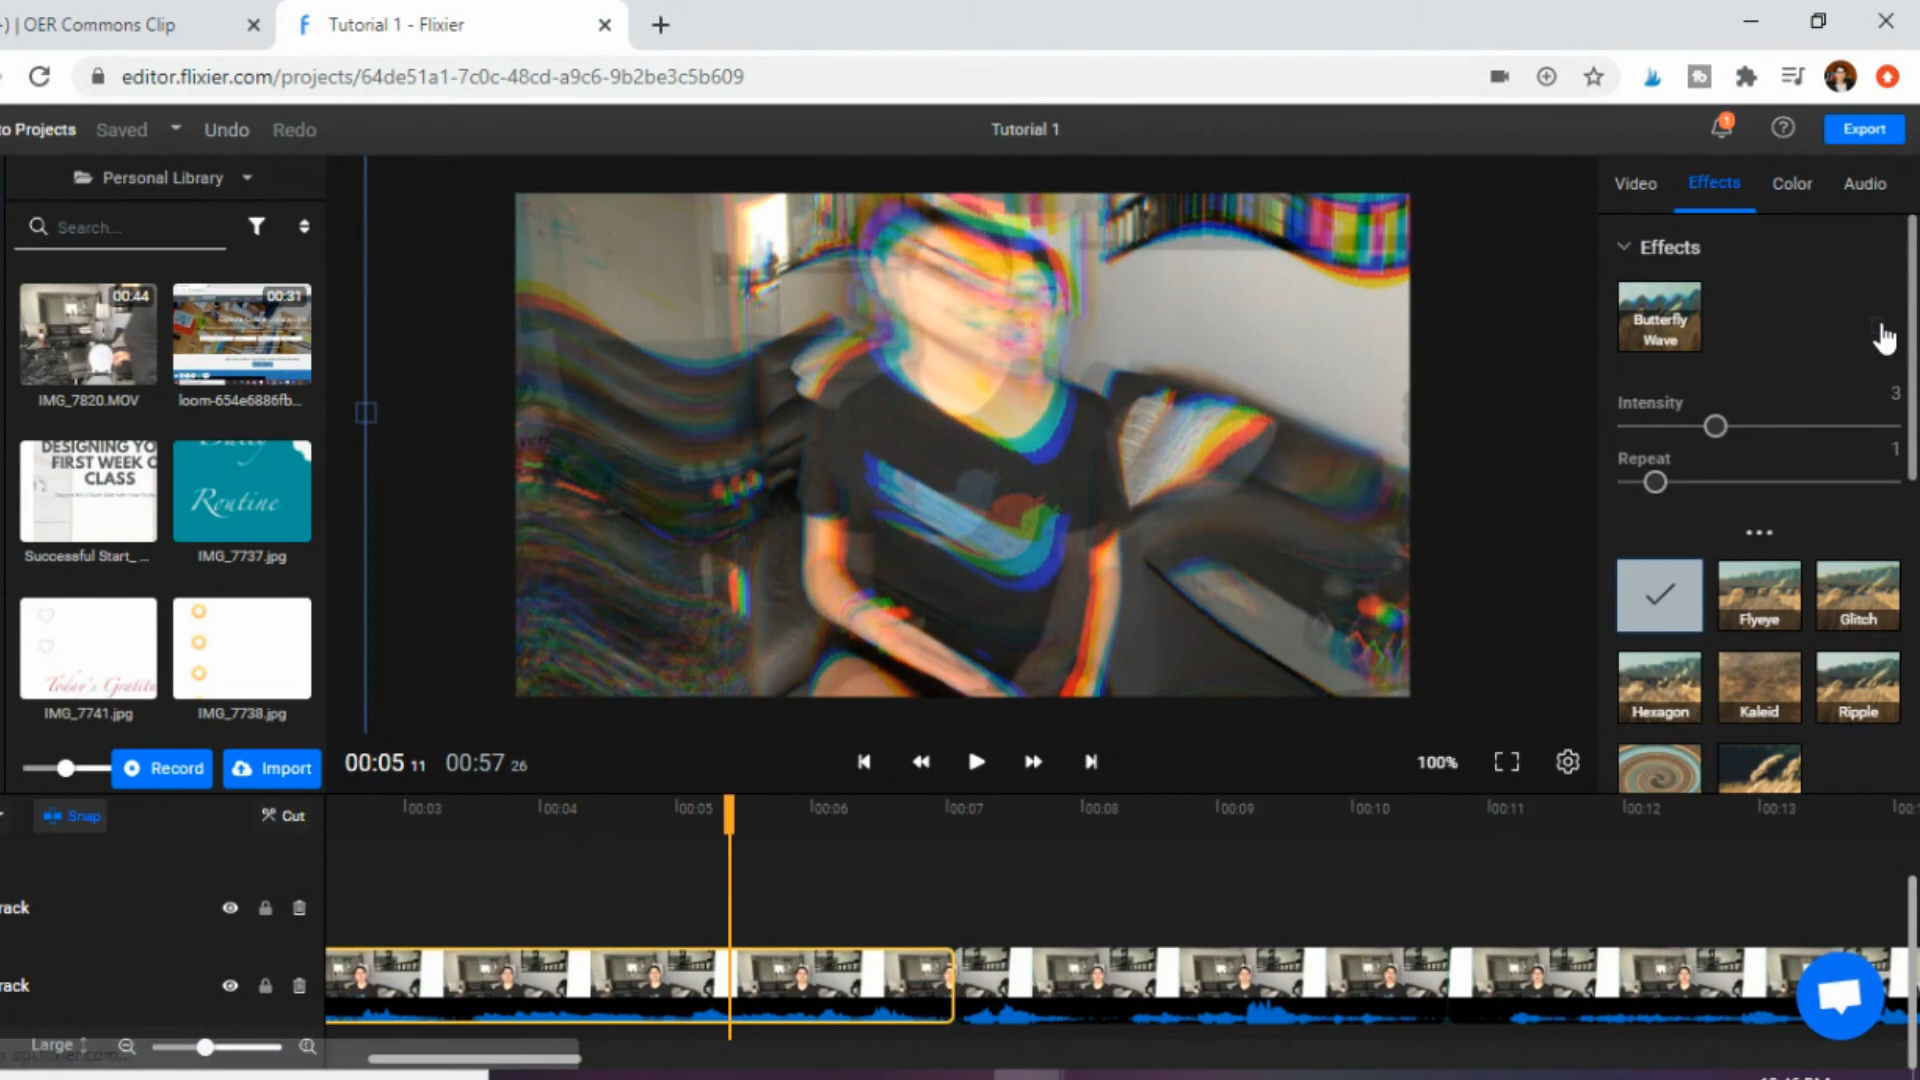 -) | OER Commons Clip
Tutorial 1 - Flixier
editor.flixier.com/projects/64de51a1-7c0c-48cd-a9c6-9b2be3c5b609
to Projects Saved Undo Redo
Tutorial 1
1
Export
Personal Library
Search...
00:44
00:31
IMG_7820.MOV
loom-654e6886fb...
DESIGNING YO
FIRST WEEK O
CLASS
Routine
Successful Start_ ...
IMG_7737.jpg
Today's Gratitu
IMG_7741.jpg
IMG_7738.jpg
Record
Import
Video Effects Color Audio
Effects
Butterfly
Wave
Intensity 3
Repeat 1
Flyeye
Glitch
Hexagon
Kaleid
Ripple
00:05 11 00:57 26
100%
Snap
Cut
00:03 00:04 00:05 00:06 00:07 00:08 00:09 00:10 00:11 00:12 00:13 00:
rack
rack
Large